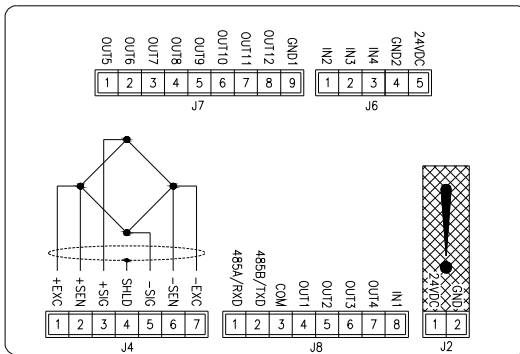 OUT5 OUT6 OUT7 OUT8 OUT9 OUT10 OUT11 OUT12 GND1
1 2 3 4 5 6 7 8 9
J7
IN2 IN3 IN4 GND2 24VDC
1 2 3 4 5
J6
+EXC +SEN +SIG SHLD -SIG -SEN -EXC
1 2 3 4 5 6 7
J4
485A/RXD 485B/TXD COM OUT1 OUT2 OUT3 OUT4 IN1
1 2 3 4 5 6 7 8
J8
24VDC GND
1 2
J2